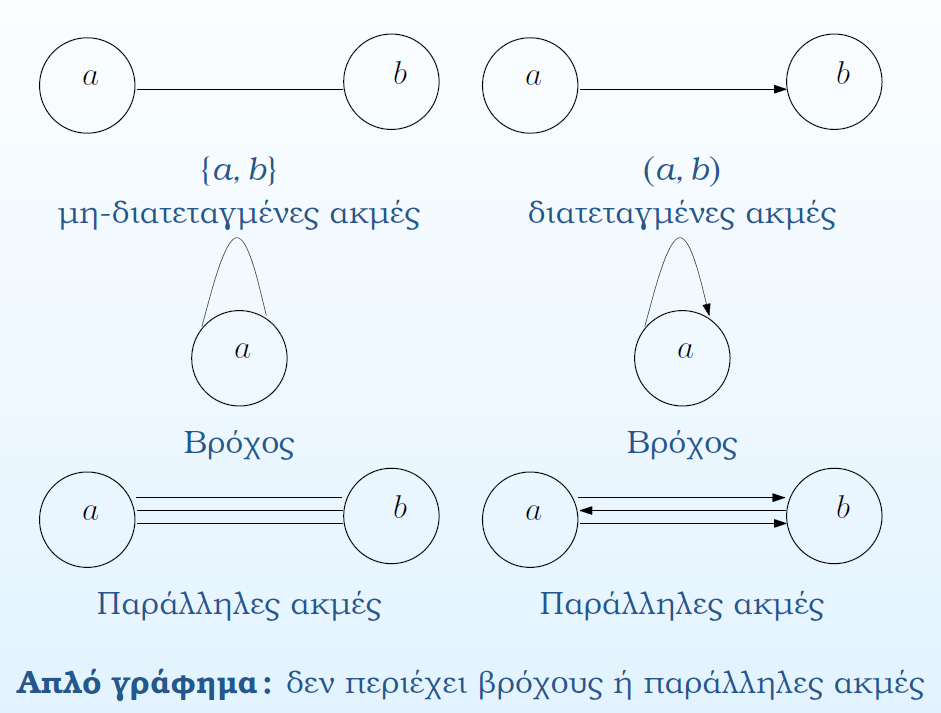 a b a b
{a, b} (a, b)
μη-διατεταγμένες ακμές διατεταγμένες ακμές
a a
Βρόχος Βρόχος
a b a b
Παράλληλες ακμές Παράλληλες ακμές
Απλό γράφημα: δεν περιέχει βρόχους ή παράλληλες ακμές